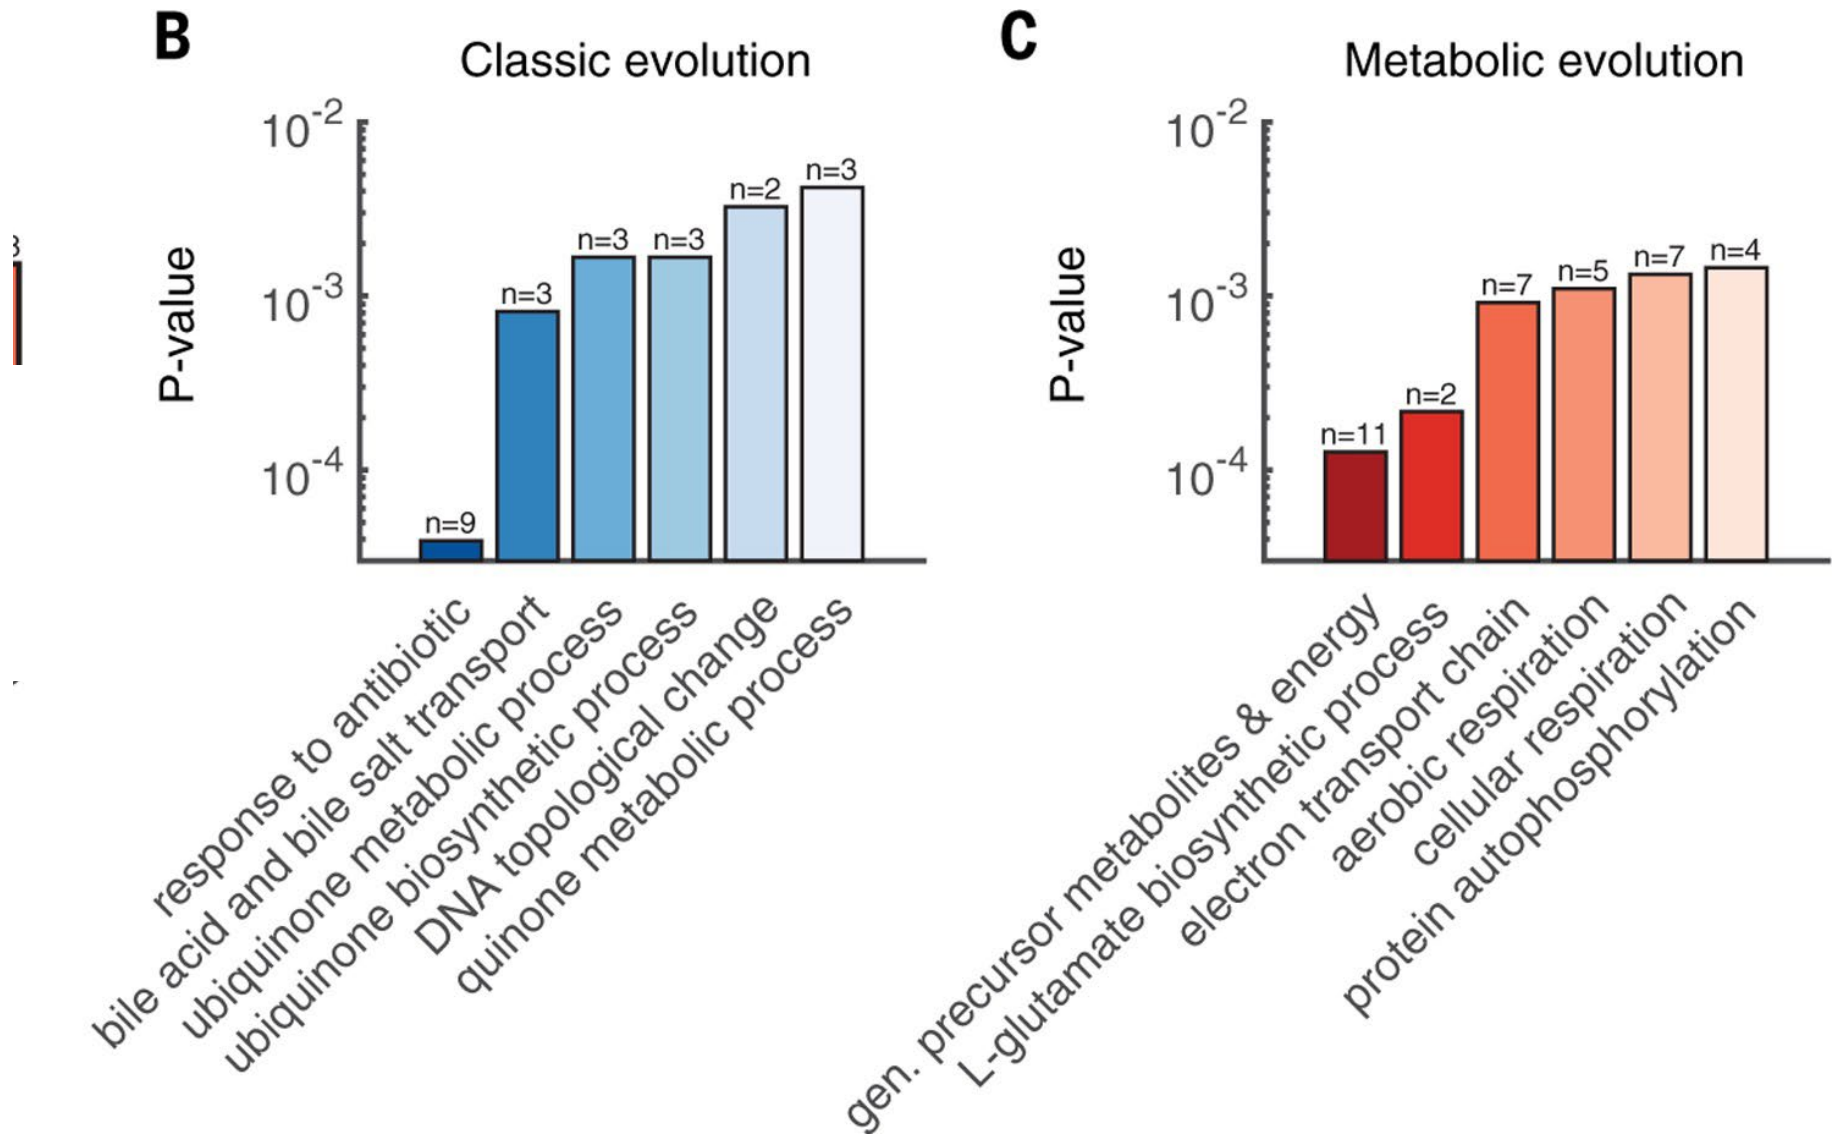 B
Classic evolution
P-value
10-2
10-3
10-4
n=9
n=3
n=3
n=3
n=2
n=3
response to antibiotic
bile acid and bile salt transport
ubiquinone metabolic process
ubiquinone biosynthetic process
DNA topological change
quinone metabolic process
C
Metabolic evolution
P-value
10-2
10-3
10-4
n=11
n=2
n=7
n=5
n=7
n=4
gen. precursor metabolites & energy
L-glutamate biosynthetic process
electron transport chain
aerobic respiration
cellular respiration
protein autophosphorylation